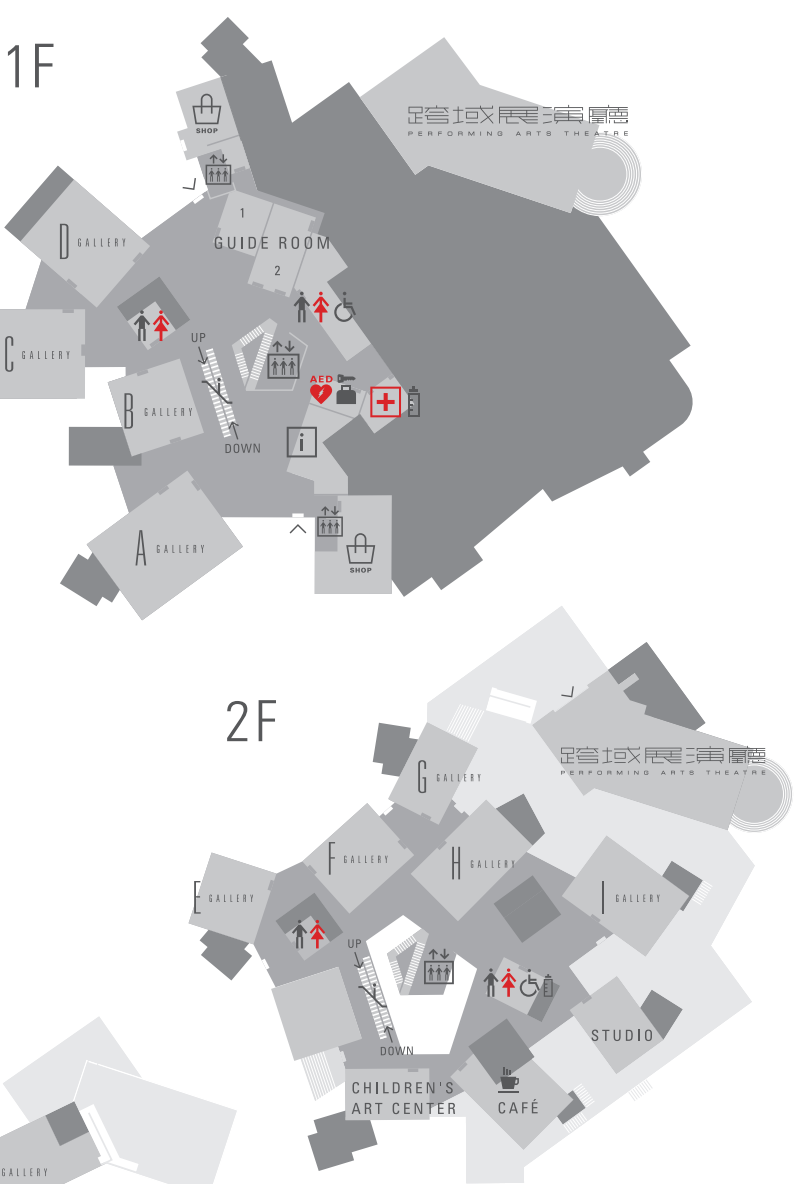 1F
SHOP
跨域展演廳
PERFORMING ARTS THEATRE
1
D GALLERY
GUIDE ROOM
2
UP
C GALLERY
AED
B GALLERY
i
DOWN
A GALLERY
SHOP
2F
跨域展演廳
PERFORMING ARTS THEATRE
G GALLERY
F GALLERY
H GALLERY
E GALLERY
I GALLERY
UP
STUDIO
DOWN
CHILDREN'S
ART CENTER
CAFÉ
GALLERY